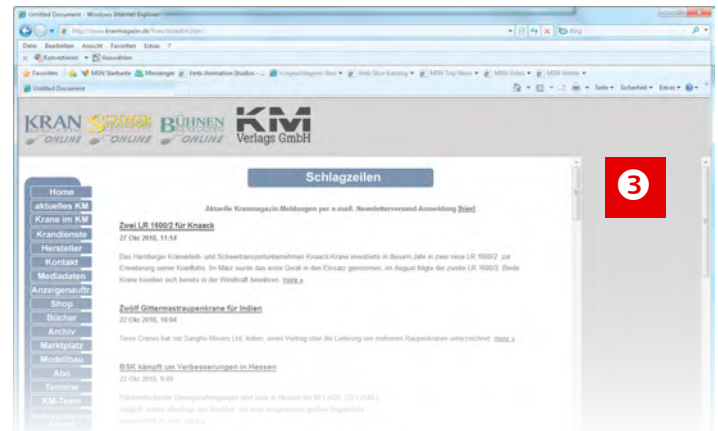 Untitled Document - Windows Internet Explorer
Datei Bearbeiten Ansicht Favoriten Extras ?
Konvertieren Auswählen
Favoriten MSN Startseite
Untitled Document
Seite Sicherheit Extras
KRAN
ONLINE
BÜHNEN
ONLINE
KM
Verlags GmbH
3
Schlagzeilen
Aktuelle Kranmagazin-Meldungen per e.mail. Newsletterversand Anmeldung [hier]
Home
aktuelles KM
Krane im KM
Krandienste
Hersteller
Kontakt
Mediadaten
Anzeigenauftr.
Shop
Bücher
Archiv
Marktplatz
Modellbau
Abo
Termine
KM-Team
Zwei LR 1600/2 für Knaack
27 Okt 2010, 11:14
Das Hamburger Kranverleih- und Schwertransportunternehmen Knaack-Krane investierte in diesem Jahr in zwei neue LR 1600/2 zur
Erweiterung seiner Kranflotte. Im März wurde das erste Gerät in den Einsatz genommen, im August folgte der zweite LR 1600/2. Beide
Krane konnten sich bereits in der Windkraft bewähren. more »
Zwölf Gittermastraupenkrane für Indien
22 Okt 2010, 10:04
Terex Cranes hat mit Sanghvi Movers Ltd, Indien, einen Vertrag über die Lieferung von mehreren Raupenkranen unterzeichnet. more »
BSK kämpft um Verbesserungen in Hessen
22 Okt 2010, 9:49